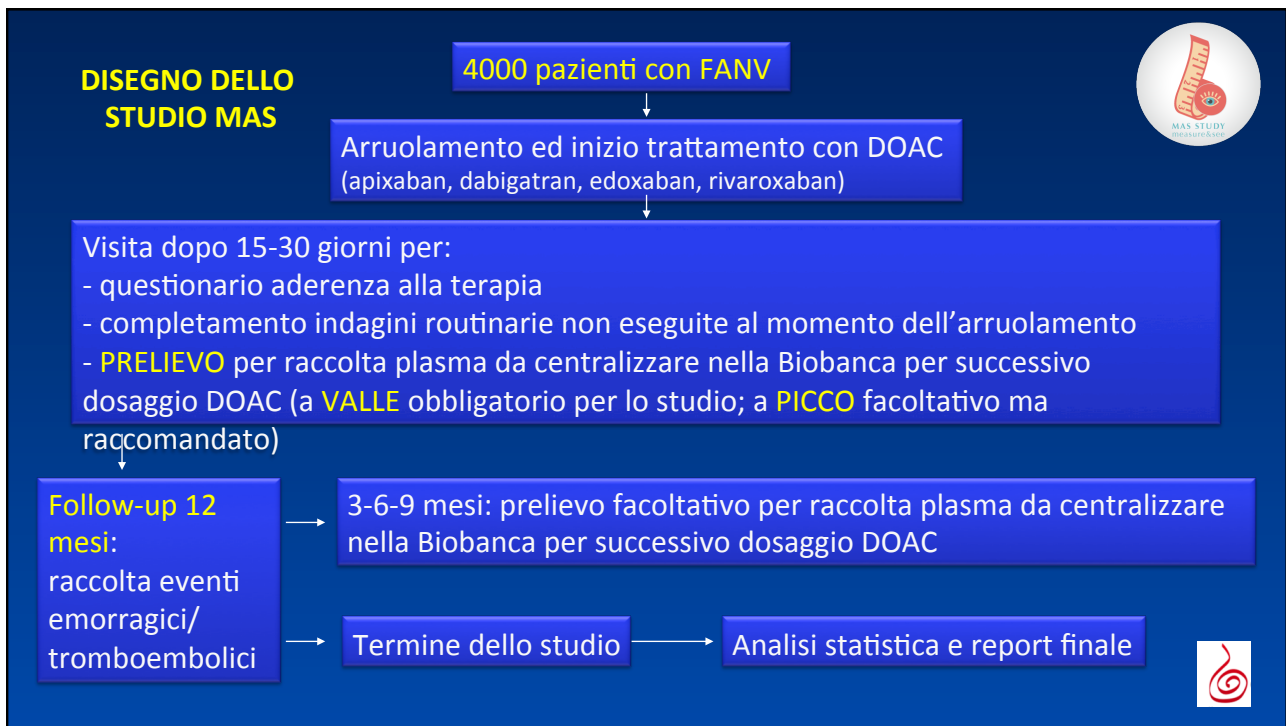 DISEGNO DELLO
STUDIO MAS
4000 pazienti con FANV
MAS STUDY
measure&see
Arruolamento ed inizio trattamento con DOAC
(apixaban, dabigatran, edoxaban, rivaroxaban)
Visita dopo 15-30 giorni per:
- questionario aderenza alla terapia
- completamento indagini routinarie non eseguite al momento dell’arruolamento
- PRELIEVO per raccolta plasma da centralizzare nella Biobanca per successivo
dosaggio DOAC (a VALLE obbligatorio per lo studio; a PICCO facoltativo ma
raccomandato)
Follow-up 12
mesi:
raccolta eventi
emorragici/
tromboembolici
3-6-9 mesi: prelievo facoltativo per raccolta plasma da centralizzare
nella Biobanca per successivo dosaggio DOAC
Termine dello studio
Analisi statistica e report finale